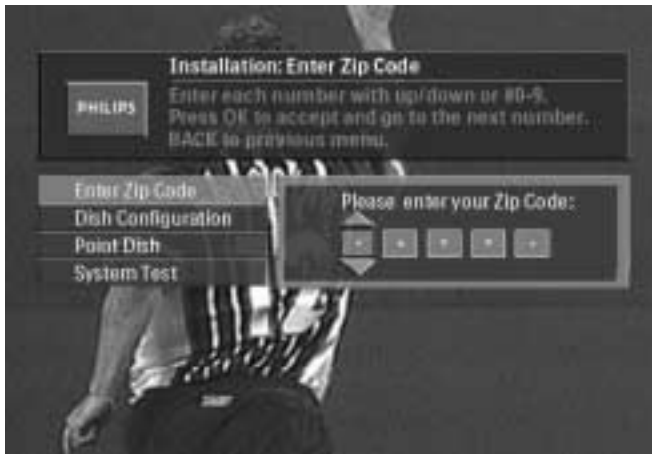 Installation: Enter Zip Code
PHILIPS
Enter each number with up/down or #0-9.
Press OK to accept and go to the next number.
BACK to previous menu.
Enter Zip Code
Dish Configuration
Point Dish
System Test
Please enter your Zip Code: